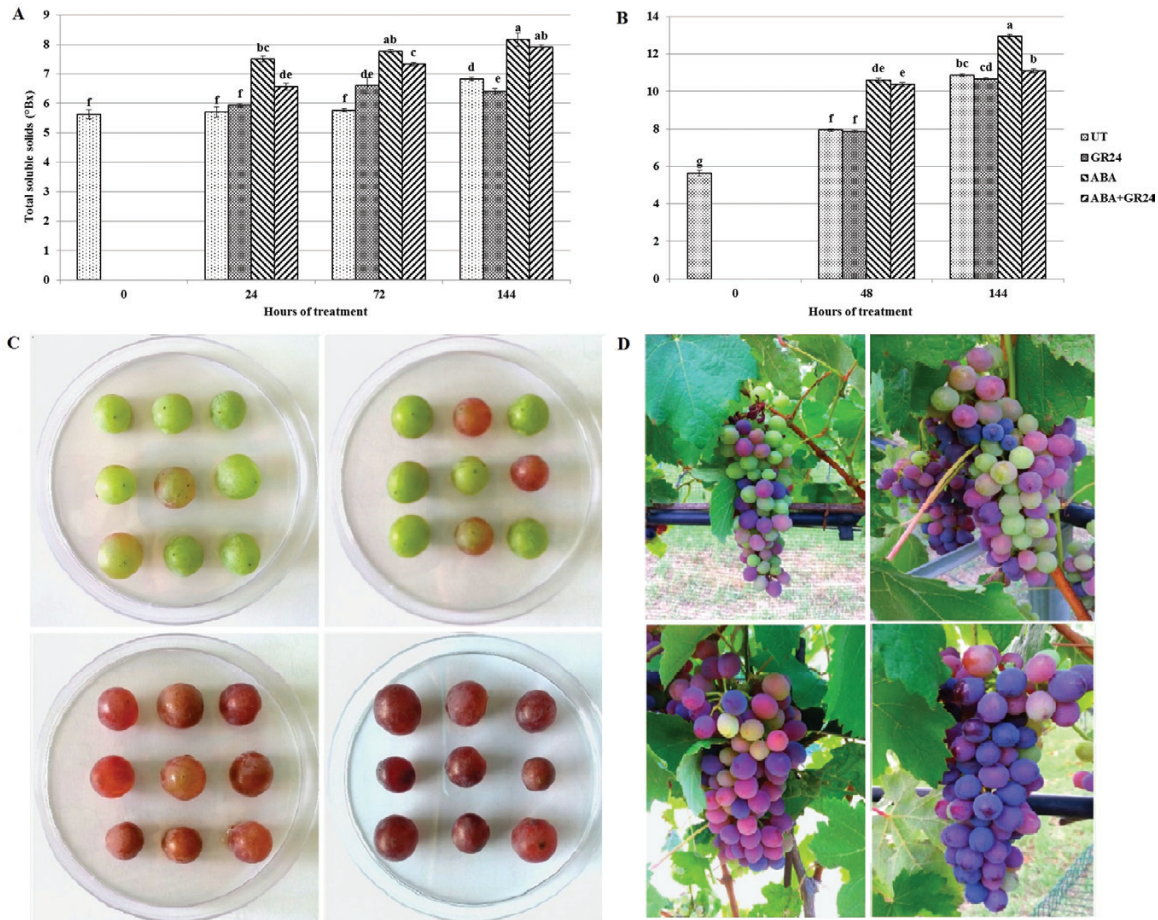 A
Total soluble solids (°Bx)
9
8
7
6
5
4
3
2
1
0
f
f
f
bc
de
f
de
ab
c
d
e
a
ab
0 24 72 144
Hours of treatment
B
14
12
10
8
6
4
2
0
g
f
f
de
e
bc
cd
a
b
0 48 144
Hours of treatment
UT
GR24
ABA
ABA+GR24
C
D